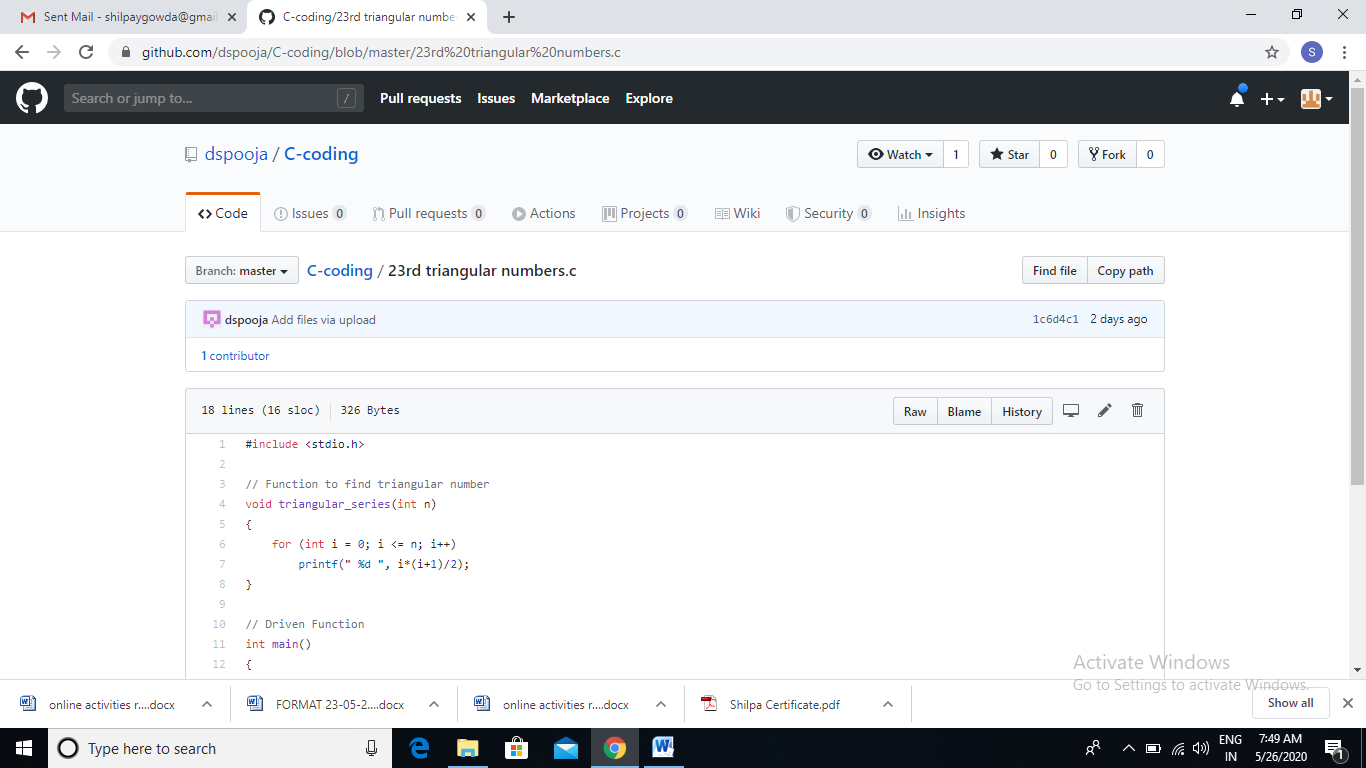 Sent Mail - shilpaygowda@gmai
C-coding/23rd triangular numbe
github.com/dspooja/C-coding/blob/master/23rd%20triangular%20numbers.c
S
Search or jump to...
/
Pull requests Issues Marketplace Explore
dspooja / C-coding
Watch 1 Star 0 Fork 0
Code Issues 0 Pull requests 0 Actions Projects 0 Wiki Security 0 Insights
Branch: master C-coding / 23rd triangular numbers.c Find file Copy path
dspooja Add files via upload 1c6d4c1 2 days ago
1 contributor
18 lines (16 sloc) 326 Bytes Raw Blame History
1 #include <stdio.h>
2
3 // Function to find triangular number
4 void triangular_series(int n)
5 {
6 for (int i = 0; i <= n; i++)
7 printf(" %d ", i*(i+1)/2);
8 }
9
10 // Driven Function
11 int main()
12 {
Activate Windows
Go to Settings to activate Windows.
online activities r....docx FORMAT 23-05-2....docx online activities r....docx Shilpa Certificate.pdf Show all
Type here to search
ENG
IN
7:49 AM
5/26/2020
1